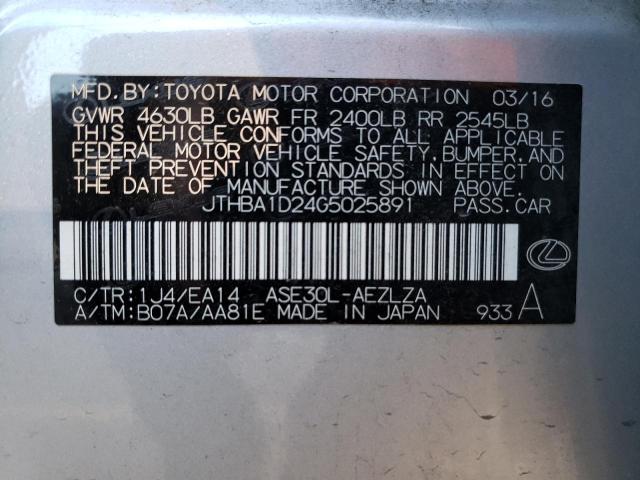 MFD.BY:TOYOTA MOTOR CORPORATION 03/16
GVWR 4630LB GAWR FR 2400LB RR 2545LB
THIS VEHICLE CONFORMS TO ALL APPLICABLE
FEDERAL MOTOR VEHICLE SAFETY,BUMPER,AND
THEFT PREVENTION STANDARDS IN EFFECT ON
THE DATE OF MANUFACTURE SHOWN ABOVE.
JTHBA1D24G5025891 PASS.CAR
C/TR:1J4/EA14 ASE30L-AEZLZA
A/TM:B07A/AA81E MADE IN JAPAN 933 A